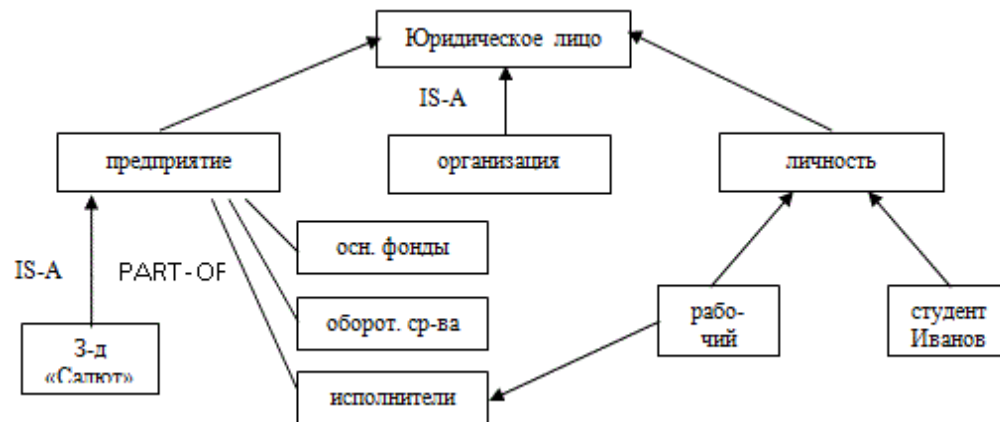 Юридическое лицо
IS-A
предприятие
организация
личность
осн. фонды
IS-A
PART-OF
оборот. ср-ва
рабо-
чий
студент
Иванов
З-д
«Салют»
исполнители